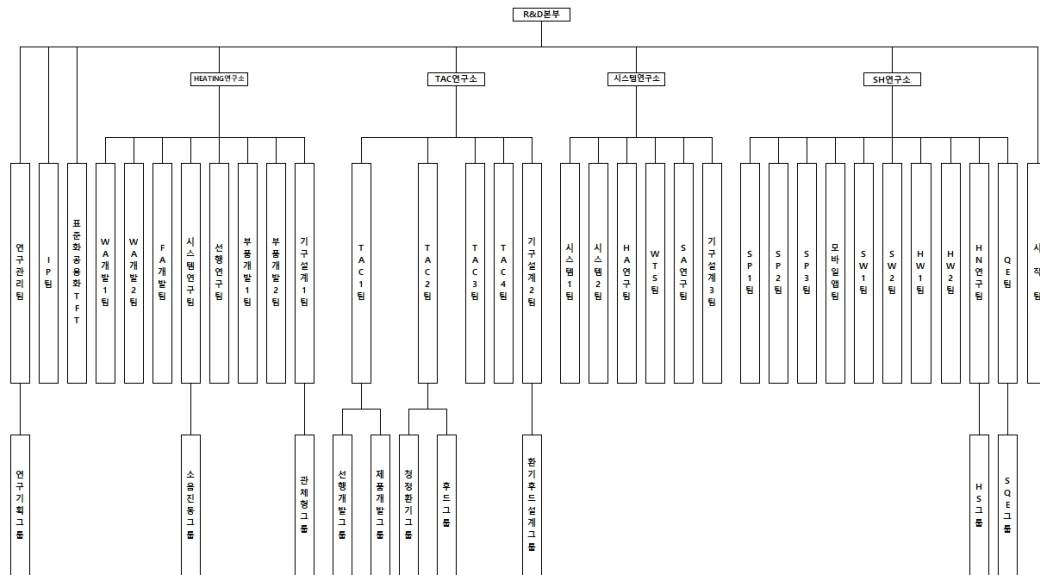 R&D본부
HEATING연구소
TAC연구소
시스템연구소
SH연구소
연구관리팀
IP팀
표준화공용화TFT
WA개발1팀
WA개발2팀
FA개발팀
시스템연구팀
선행연구팀
부품개발1팀
부품개발2팀
기구설계1팀
TAC1팀
TAC2팀
TAC3팀
TAC4팀
기구설계2팀
시스템1팀
시스템2팀
HA연구팀
WTS팀
SA연구팀
기구설계3팀
SP1팀
SP2팀
SP3팀
모바일앱팀
SW1팀
SW2팀
HW1팀
HW2팀
HN연구팀
QE팀
연구기획그룹
소음진동그룹
관체형그룹
선행개발그룹
제품개발그룹
청정환기그룹
후드그룹
환기후드설계그룹
HS그룹
SQE그룹